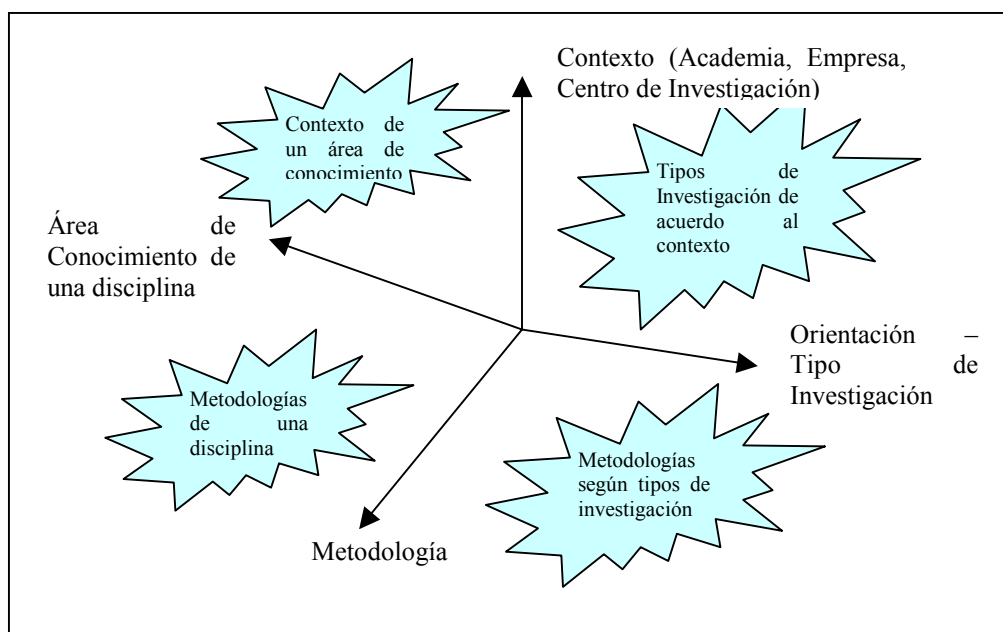 Contexto (Academia, Empresa,
Centro de Investigación)
Contexto de
un área de
conocimiento
Tipos de
Investigación de
acuerdo al
contexto
Área de
Conocimiento de
una disciplina
Orientación –
Tipo de
Investigación
Metodologías
de una
disciplina
Metodologías
según tipos de
investigación
Metodología